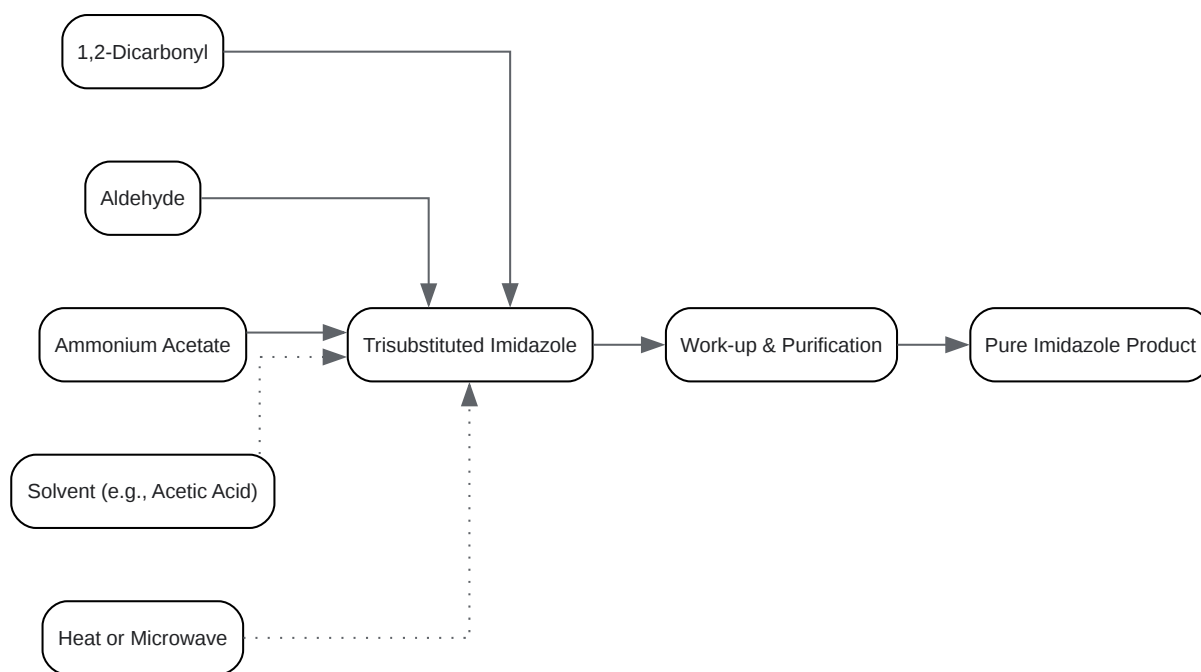 1,2-Dicarbonyl
Aldehyde
Ammonium Acetate
Trisubstituted Imidazole
Work-up & Purification
Pure Imidazole Product
Solvent (e.g., Acetic Acid)
Heat or Microwave